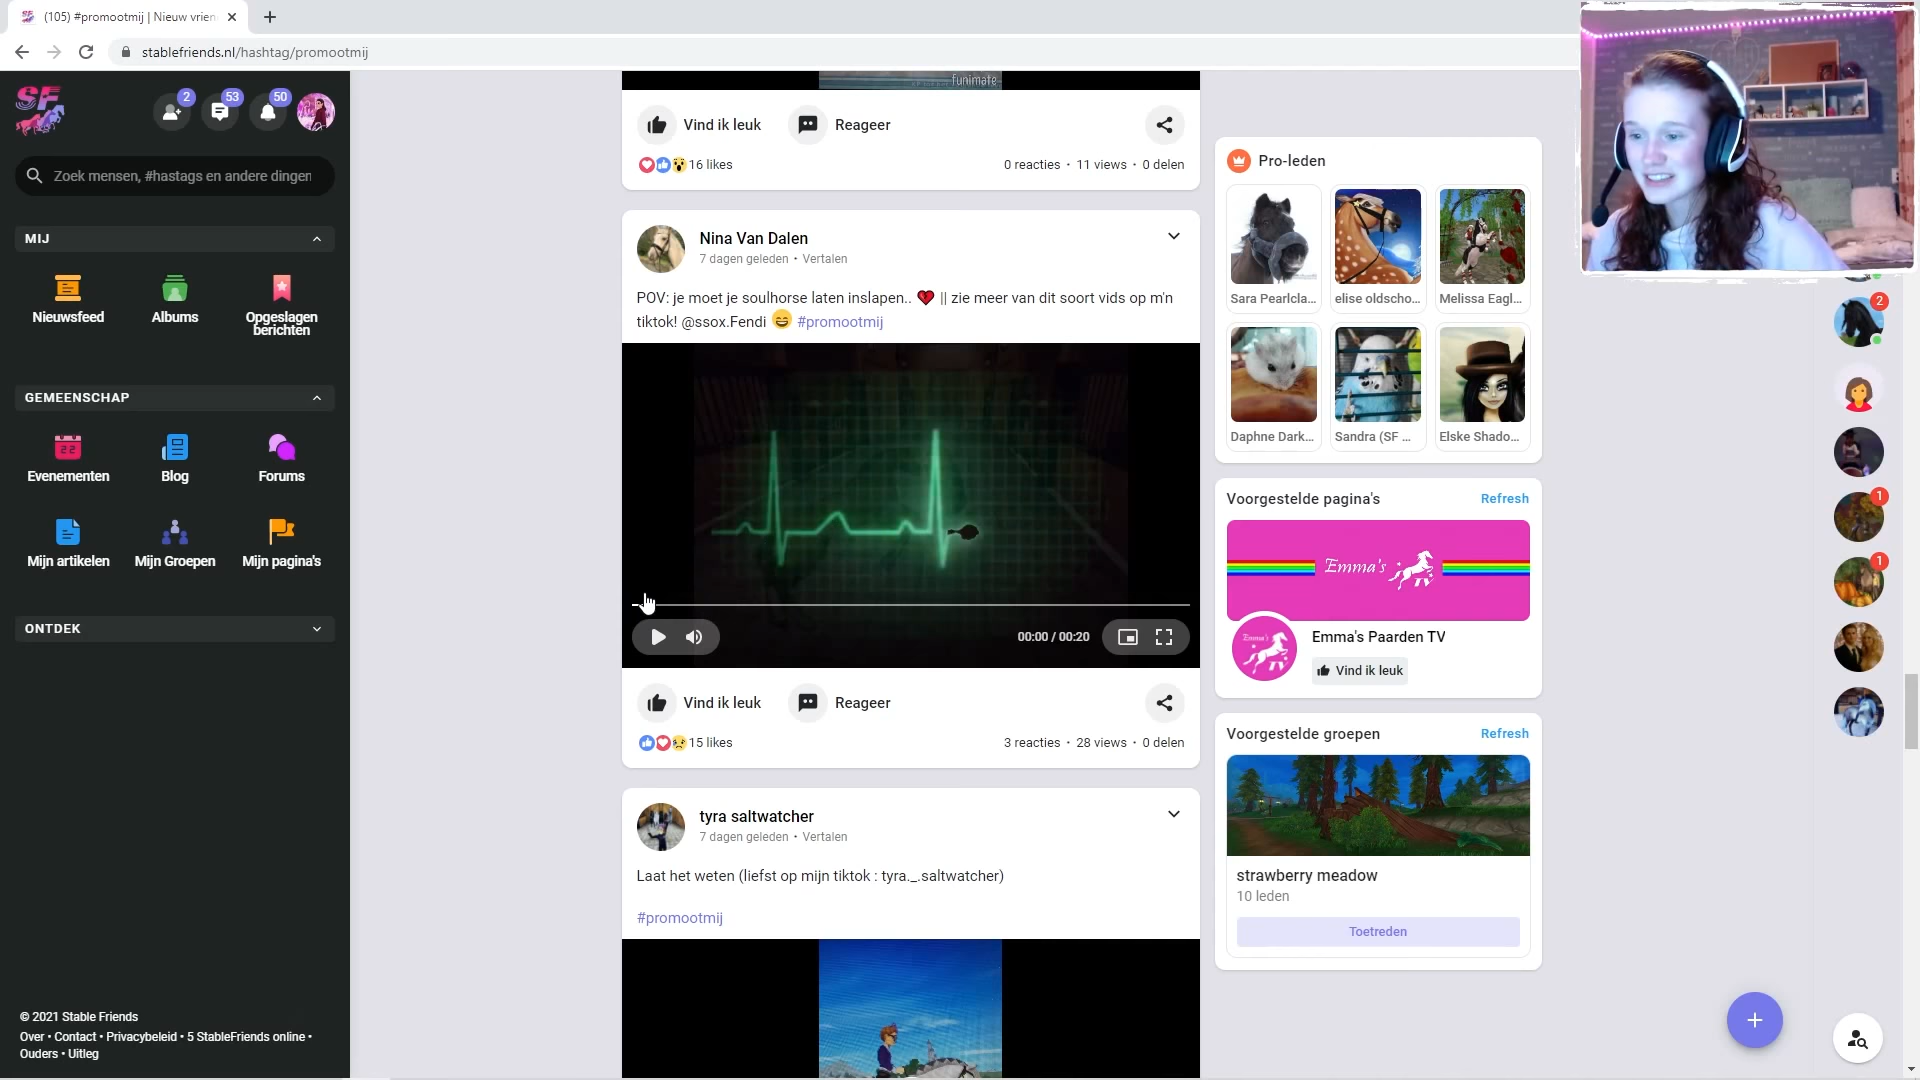 (105) #promootmij | Nieuw vrien
stablefriends.nl/hashtag/promootmij
SF
2
53
50
Zoek mensen, #hastags en andere dingen
MIJ
Nieuwsfeed
Albums
Opgeslagen
berichten
GEMEENSCHAP
Evenementen
Blog
Forums
Mijn artikelen
Mijn Groepen
Mijn pagina's
ONTDEK
© 2021 Stable Friends
Over • Contact • Privacybeleid • 5 StableFriends online •
Ouders • Uitleg
funimate
Vind ik leuk
Reageer
16 likes
0 reacties · 11 views · 0 delen
Nina Van Dalen
7 dagen geleden • Vertalen
POV: je moet je soulhorse laten inslapen.. 💔 || zie meer van dit soort vids op m'n
tiktok! @ssox.Fendi 😄 #promootmij
00:00 / 00:20
Vind ik leuk
Reageer
15 likes
3 reacties · 28 views · 0 delen
tyra saltwatcher
7 dagen geleden • Vertalen
Laat het weten (liefst op mijn tiktok : tyra._.saltwatcher)
#promootmij
Pro-leden
Sara Pearlcla...
elise oldscho...
Melissa Eagl...
Daphne Dark...
Sandra (SF ...
Elske Shado...
Voorgestelde pagina's
Refresh
Emma's
Emma's
Emma's Paarden TV
Vind ik leuk
Voorgestelde groepen
Refresh
strawberry meadow
10 leden
Toetreden
2
1
1